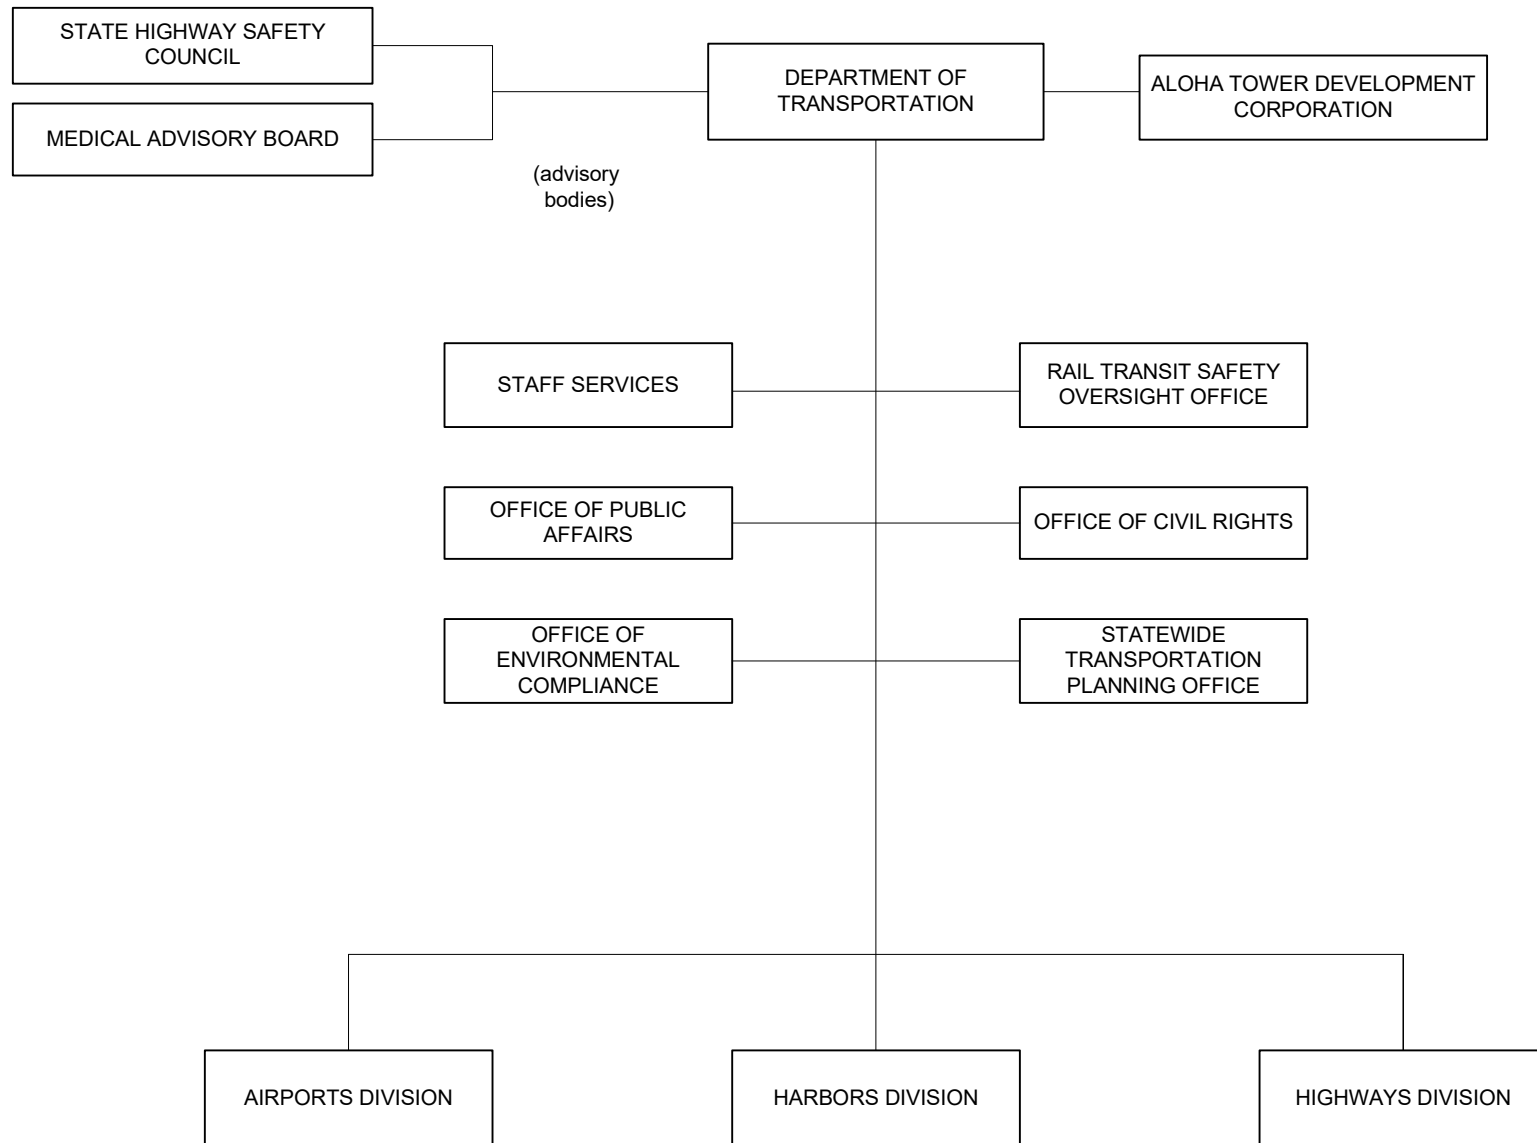 STATE HIGHWAY SAFETY
COUNCIL
MEDICAL ADVISORY BOARD
(advisory
bodies)
DEPARTMENT OF
TRANSPORTATION
ALOHA TOWER DEVELOPMENT
CORPORATION
STAFF SERVICES
RAIL TRANSIT SAFETY
OVERSIGHT OFFICE
OFFICE OF PUBLIC
AFFAIRS
OFFICE OF CIVIL RIGHTS
OFFICE OF
ENVIRONMENTAL
COMPLIANCE
STATEWIDE
TRANSPORTATION
PLANNING OFFICE
AIRPORTS DIVISION
HARBORS DIVISION
HIGHWAYS DIVISION